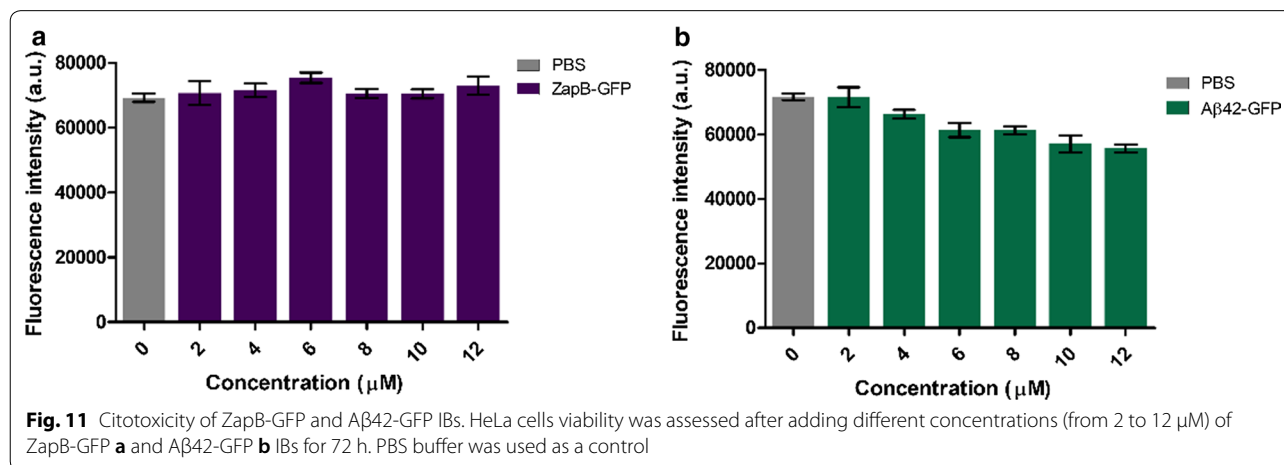 a
PBS
ZapB-GFP
Fluorescence intensity (a.u.)
80000
60000
40000
20000
0
0 2 4 6 8 10 12
Concentration (μM)
b
PBS
Aβ42-GFP
Fluorescence intensity (a.u.)
80000
60000
40000
20000
0
0 2 4 6 8 10 12
Concentration (μM)
Fig. 11 Citotoxicity of ZapB-GFP and Aβ42-GFP IBs. HeLa cells viability was assessed after adding different concentrations (from 2 to 12 μM) of
ZapB-GFP a and Aβ42-GFP b IBs for 72 h. PBS buffer was used as a control